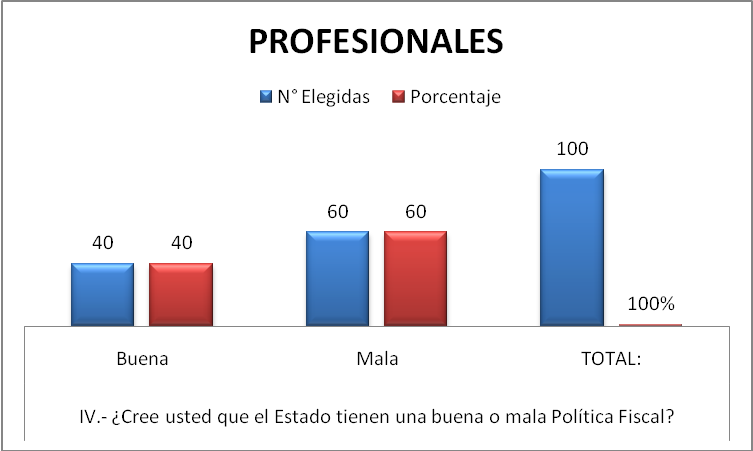 PROFESIONALES
N° Elegidas Porcentaje
100
60 60
40 40
100%
Buena Mala TOTAL:
IV.- ¿Cree usted que el Estado tienen una buena o mala Política Fiscal?